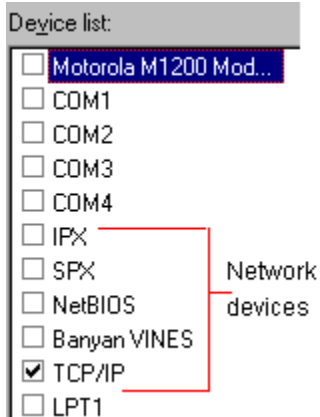 Device list:
Motorola M1200 Mod...
COM1
COM2
COM3
COM4
IPX
SPX
NetBIOS
Banyan VINES
TCP/IP
LPT1
Network
devices